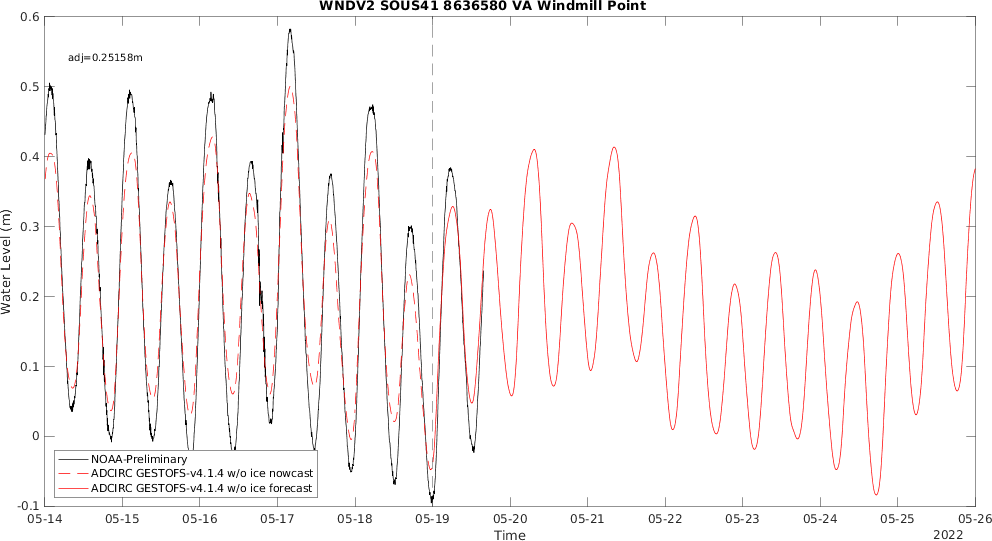 WNDV2 SOUS41 8636580 VA Windmill Point
adj=0.25158m
0.6
0.5
0.4
0.3
0.2
0.1
0
-0.1
Water Level (m)
NOAA-Preliminary
ADCIRC GESTOFS-v4.1.4 w/o ice nowcast
ADCIRC GESTOFS-v4.1.4 w/o ice forecast
05-14 05-15 05-16 05-17 05-18 05-19 05-20 05-21 05-22 05-23 05-24 05-25 05-26
Time
2022